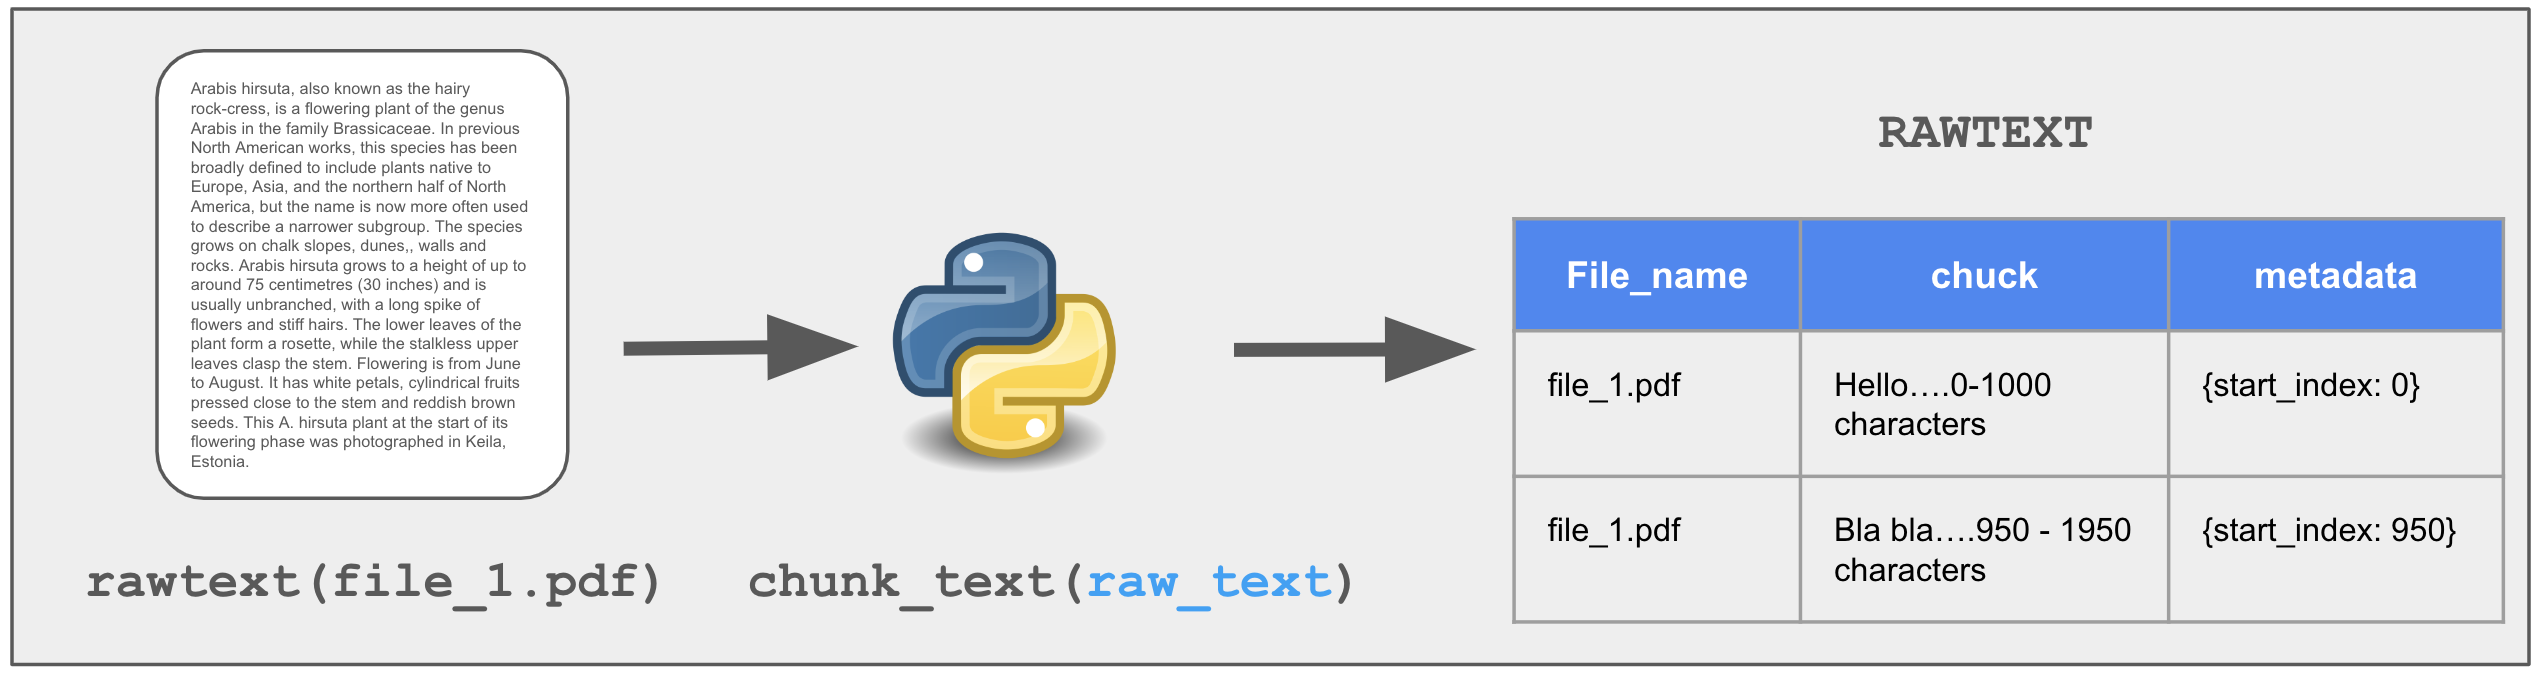 Arabis hirsuta, also known as the hairy
rock-cress, is a flowering plant of the genus
Arabis in the family Brassicaceae. In previous
North American works, this species has been
broadly defined to include plants native to
Europe, Asia, and the northern half of North
America, but the name is now more often used
to describe a narrower subgroup. The species
grows on chalk slopes, dunes,, walls and
rocks. Arabis hirsuta grows to a height of up to
around 75 centimetres (30 inches) and is
usually unbranched, with a long spike of
flowers and stiff hairs. The lower leaves of the
plant form a rosette, while the stalkless upper
leaves clasp the stem. Flowering is from June
to August. It has white petals, cylindrical fruits
pressed close to the stem and reddish brown
seeds. This A. hirsuta plant at the start of its
flowering phase was photographed in Keila,
Estonia.
rawtext(file_1.pdf)
chunk_text(raw_text)
RAWTEXT
File_name
chuck
metadata
file_1.pdf
Hello….0-1000
characters
{start_index: 0}
file_1.pdf
Bla bla….950 - 1950
characters
{start_index: 950}